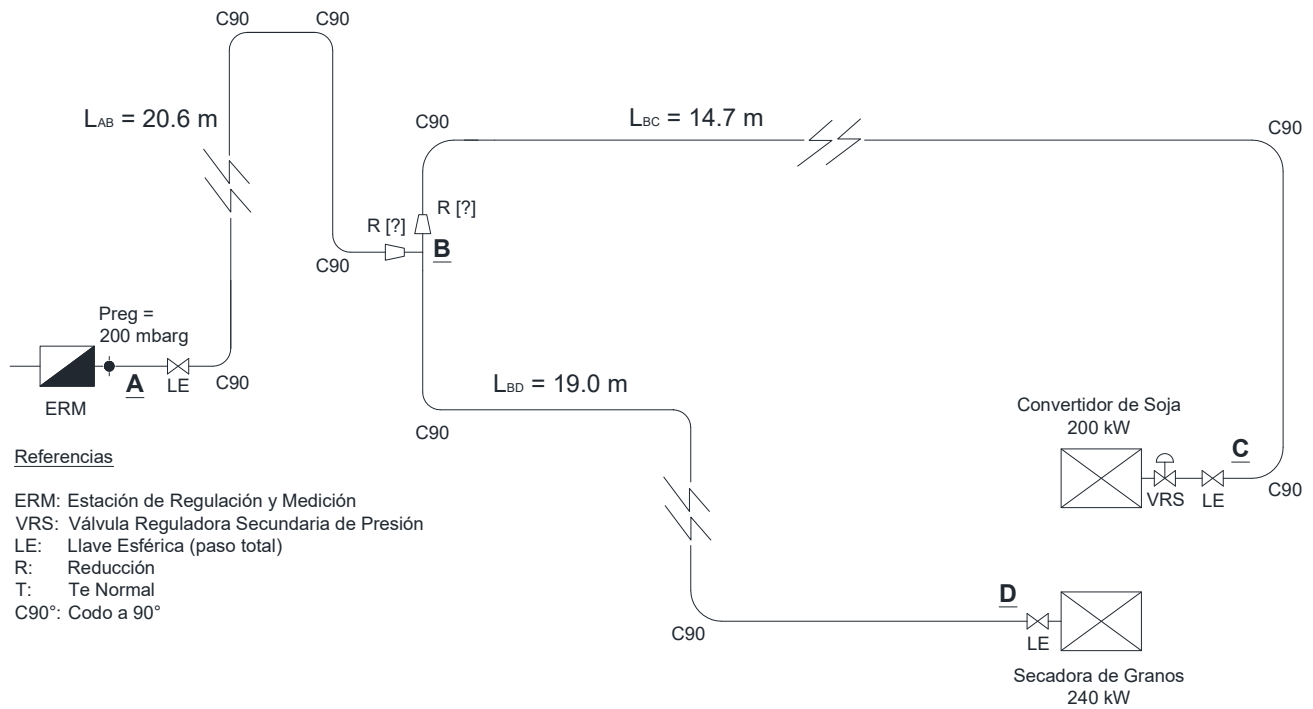 C90
C90
LAB = 20.6 m
C90
LBC = 14.7 m
C90
R [?]
R [?]
B
C90
Preg =
200 mbarg
A
LE
C90
ERM
LBD = 19.0 m
C90
Convertidor de Soja
200 kW
C
VRS
LE
C90
Referencias
ERM: Estación de Regulación y Medición
VRS: Válvula Reguladora Secundaria de Presión
LE: Llave Esférica (paso total)
R: Reducción
T: Te Normal
C90°: Codo a 90°
D
C90
LE
Secadora de Granos
240 kW